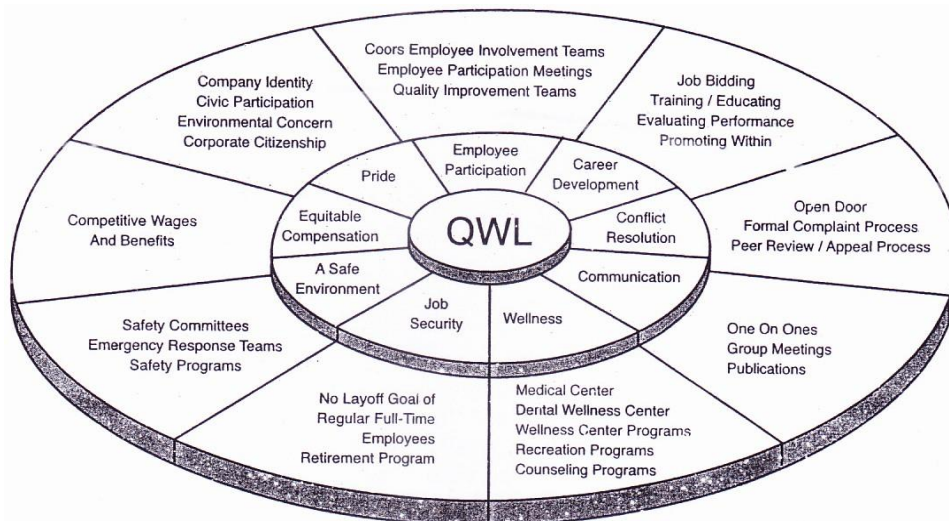 Coors Employee Involvement Teams
Employee Participation Meetings
Quality Improvement Teams
Company Identity
Civic Participation
Environmental Concern
Corporate Citizenship
Job Bidding
Training / Educating
Evaluating Performance
Promoting Within
Employee
Participation
Pride
Career
Development
Competitive Wages
And Benefits
Equitable
Compensation
QWL
Conflict
Resolution
Open Door
Formal Complaint Process
Peer Review / Appeal Process
A Safe
Environment
Communication
Job
Security
Wellness
Safety Committees
Emergency Response Teams
Safety Programs
One On Ones
Group Meetings
Publications
No Layoff Goal of
Regular Full-Time
Employees
Retirement Program
Medical Center
Dental Wellness Center
Wellness Center Programs
Recreation Programs
Counseling Programs